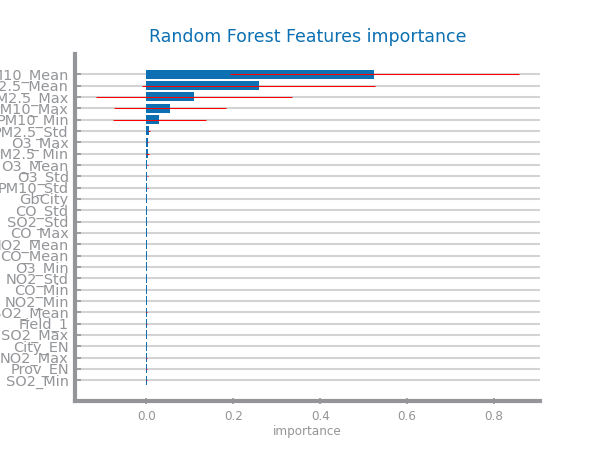 Random Forest Features importance
10_Mean
2.5_Mean
M2.5_Max
M10_Max
PM10_Min
PM2.5_Std
O3_Max
M2.5_Min
O3_Mean
O3_Std
PM10_Std
GbCity
CO_Std
SO2_Std
CO_Max
O2_Mean
CO_Mean
O3_Min
NO2_Std
CO_Min
NO2_Min
O2_Mean
Field_1
SO2_Max
City_EN
NO2_Max
Prov_EN
SO2_Min
0.0 0.2 0.4 0.6 0.8
importance